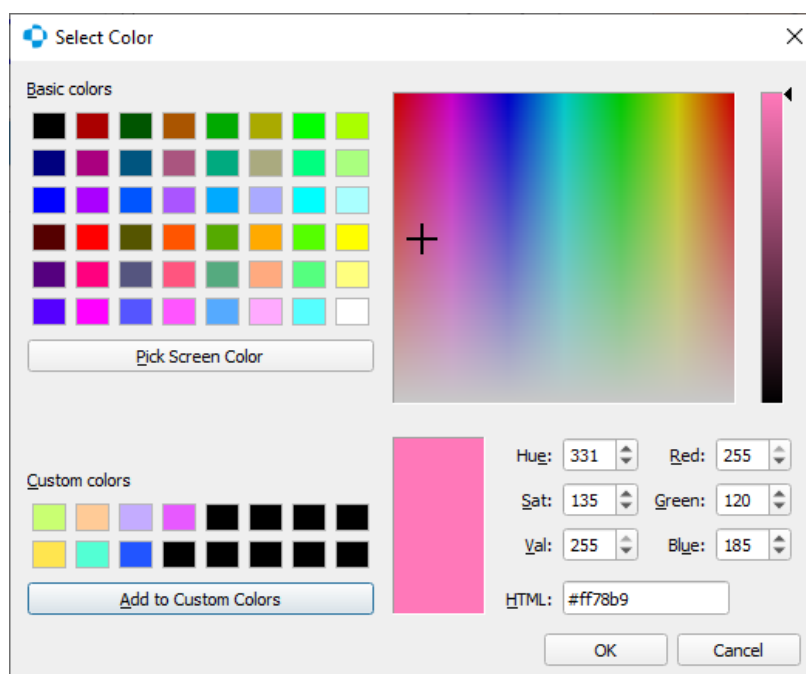 Select Color
Basic colors
Pick Screen Color
Custom colors
Add to Custom Colors
Hue: 331 Red: 255
Sat: 135 Green: 120
Val: 255 Blue: 185
HTML: #ff78b9
OK Cancel